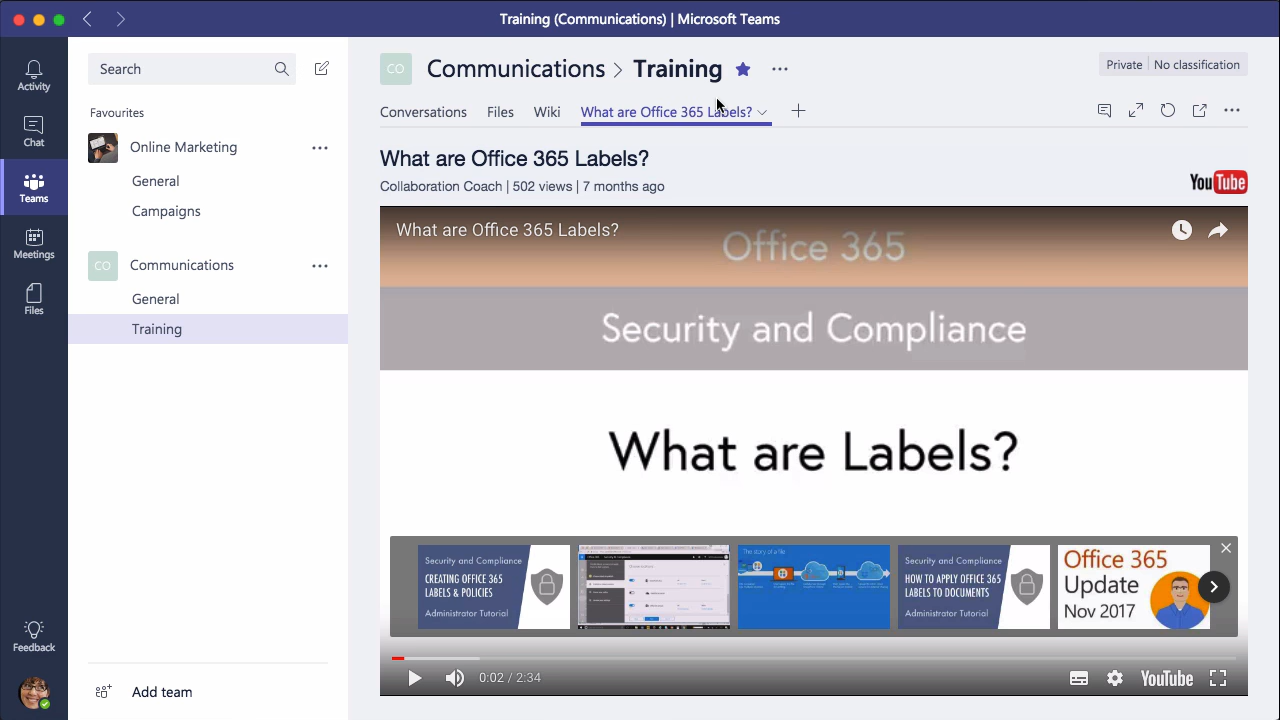 Training (Communications) | Microsoft Teams
Activity
Chat
Teams
Meetings
Files
Feedback
Search
Favourites
Online Marketing
General
Campaigns
CO
Communications
General
Training
Add team
CO
Communications > Training
Private | No classification
Conversations
Files
Wiki
What are Office 365 Labels?
What are Office 365 Labels?
Collaboration Coach | 502 views | 7 months ago
YouTube
What are Office 365 Labels?
Office 365
Security and Compliance
What are Labels?
Security and Compliance
CREATING OFFICE 365
LABELS & POLICIES
Administrator Tutorial
The story of a file
Security and Compliance
HOW TO APPLY OFFICE 365
LABELS TO DOCUMENTS
Administrator Tutorial
Office 365
Update
Nov 2017
0:02 / 2:34
YouTube